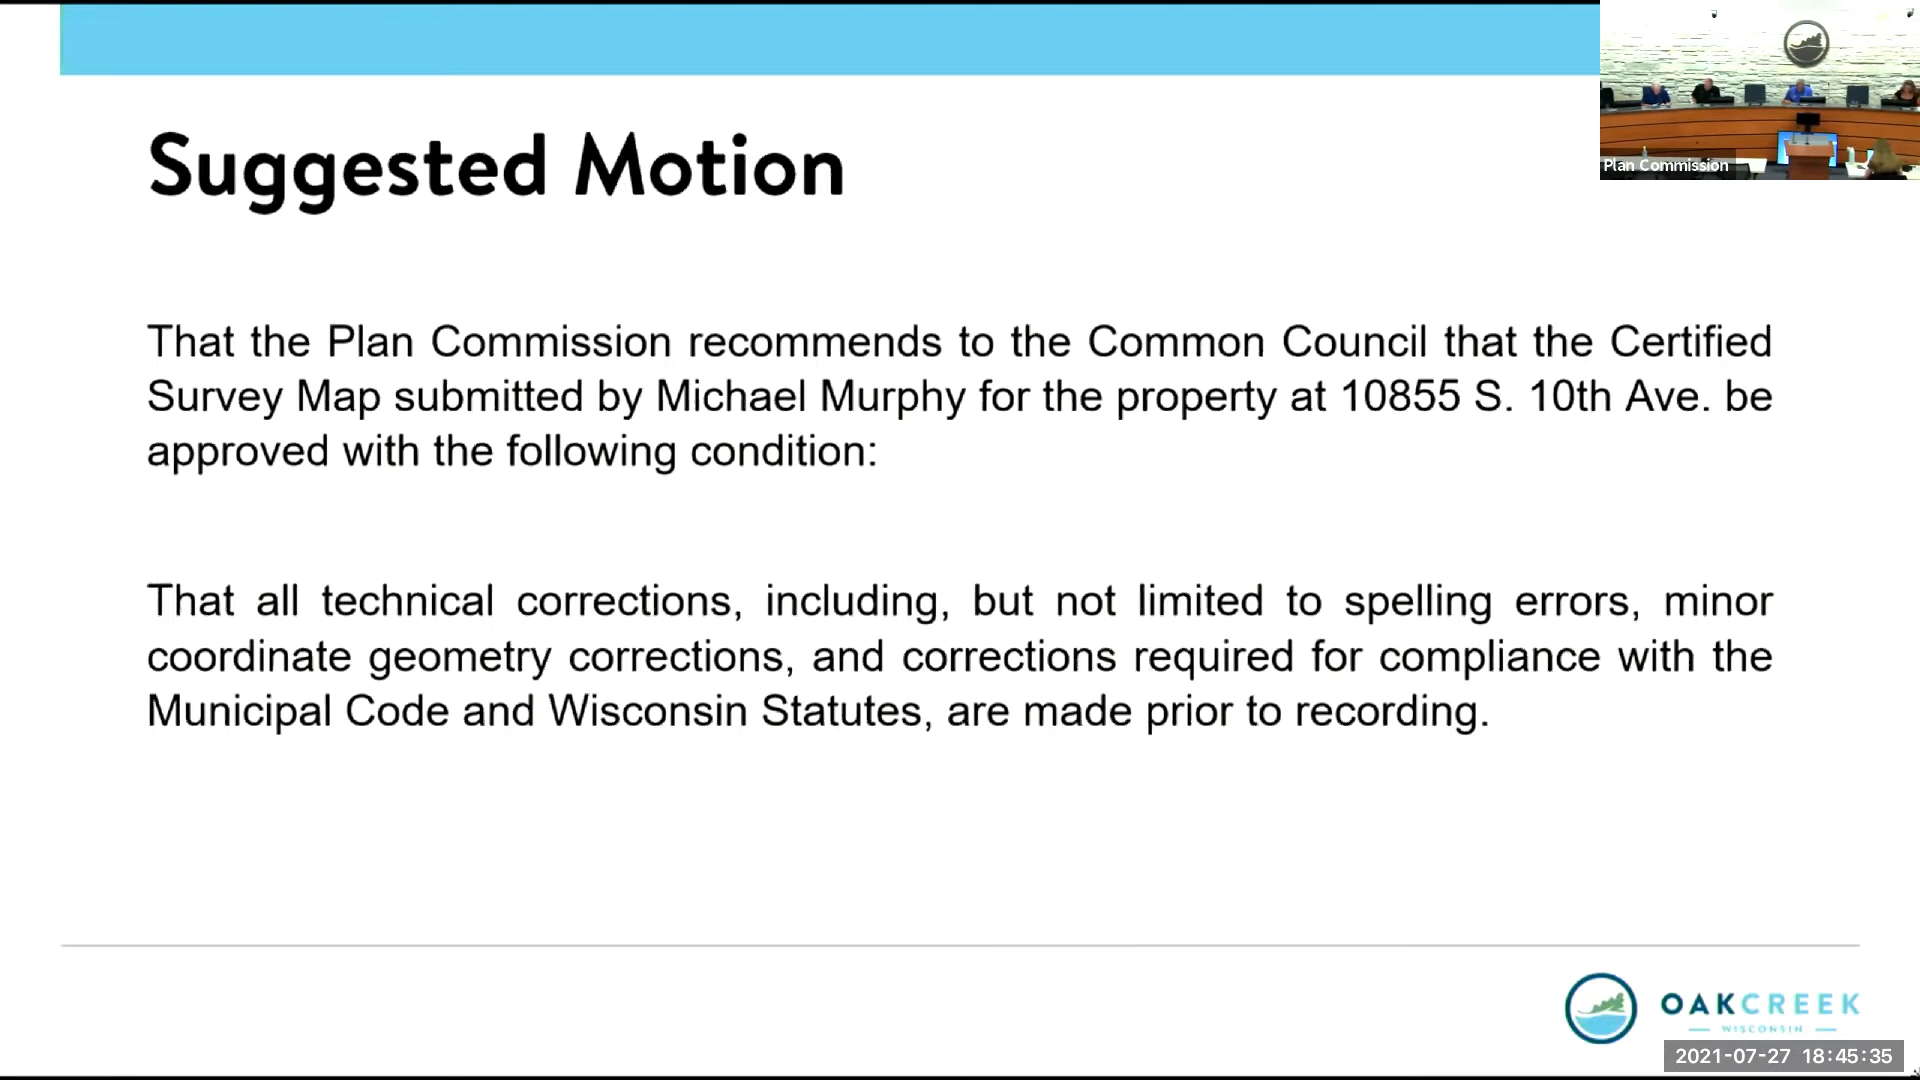 Plan Commission
Suggested Motion
That the Plan Commission recommends to the Common Council that the Certified
Survey Map submitted by Michael Murphy for the property at 10855 S. 10th Ave. be
approved with the following condition:
That all technical corrections, including, but not limited to spelling errors, minor
coordinate geometry corrections, and corrections required for compliance with the
Municipal Code and Wisconsin Statutes, are made prior to recording.
OAKCREEK
WISCONSIN
2021-07-27 18:45:35